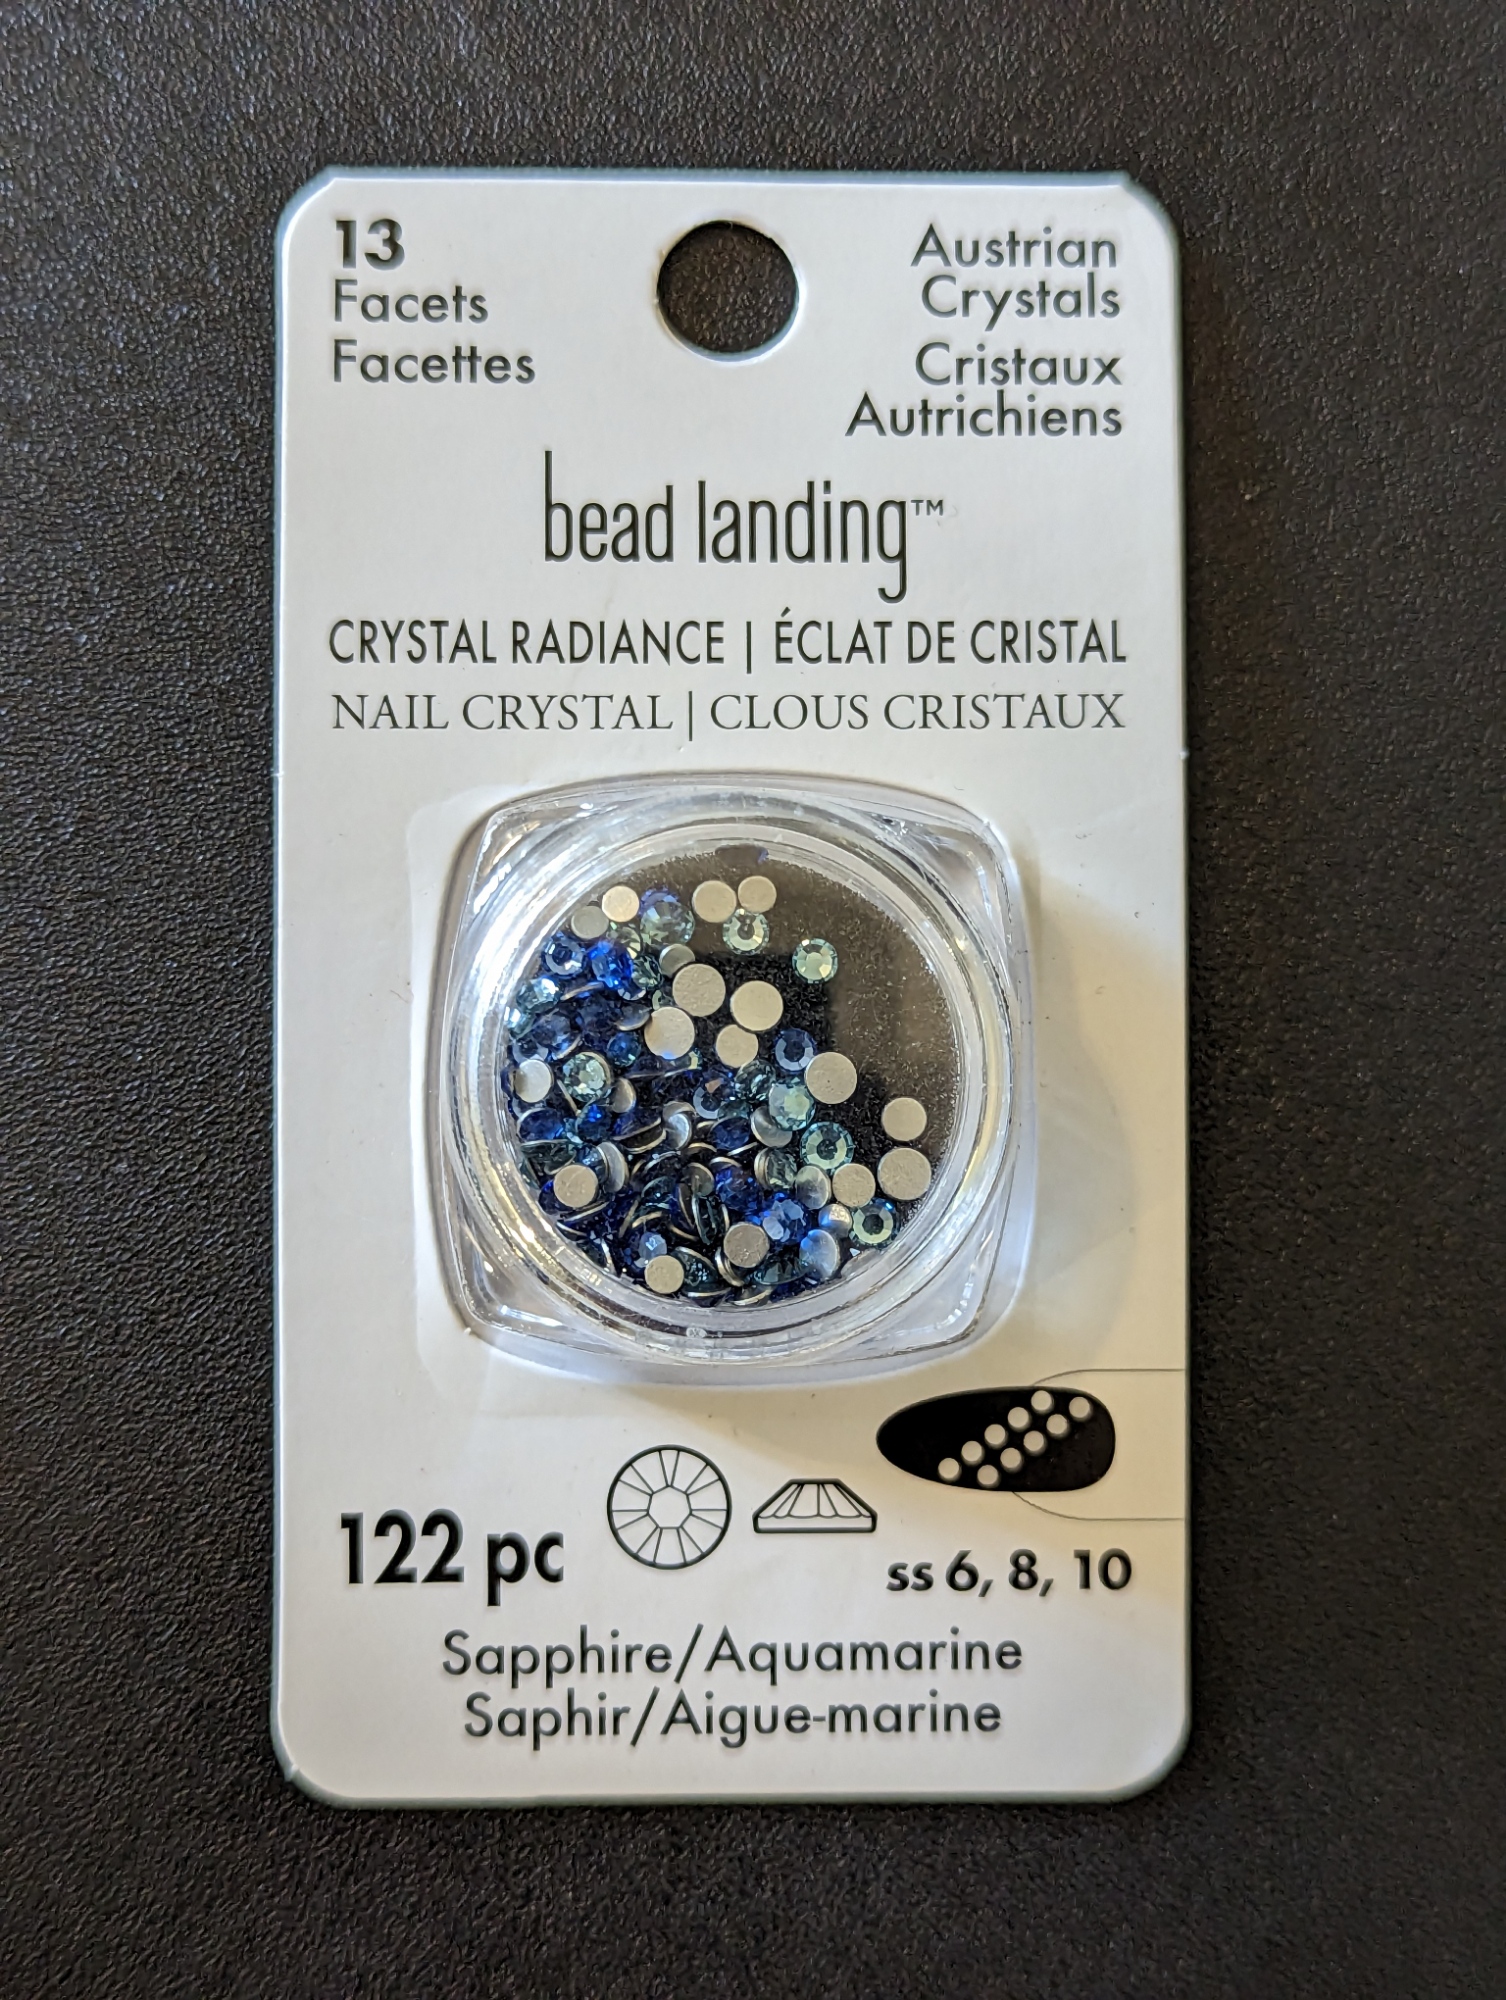 13
Facets
Facettes
Austrian
Crystals
Cristaux
Autrichiens
bead landing™
CRYSTAL RADIANCE | ÉCLAT DE CRISTAL
NAIL CRYSTAL | CLOUS CRISTAUX
122 pc
ss 6, 8, 10
Sapphire/Aquamarine
Saphir/Aigue-marine